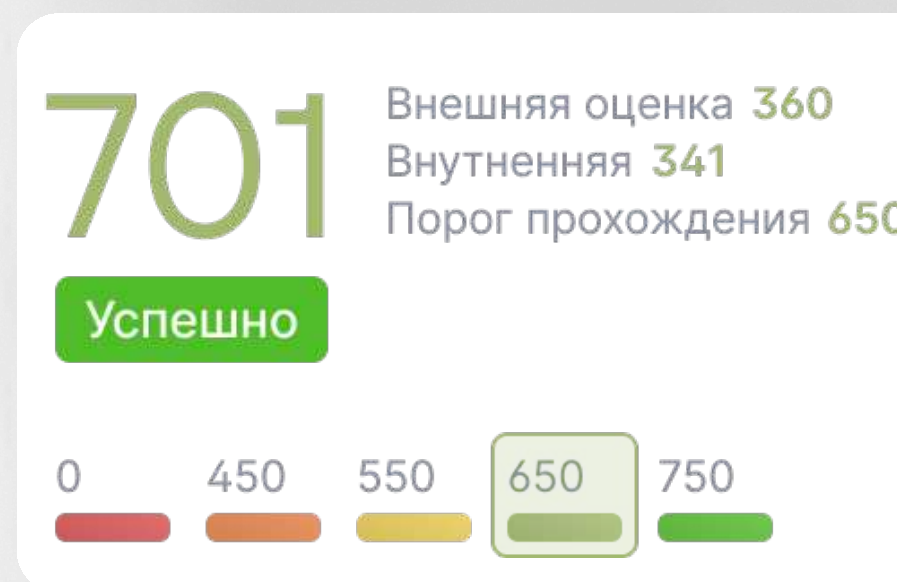 701
Внешняя оценка 360
Внутненняя 341
Порог прохождения 650
Успешно
0 450 550 650 750